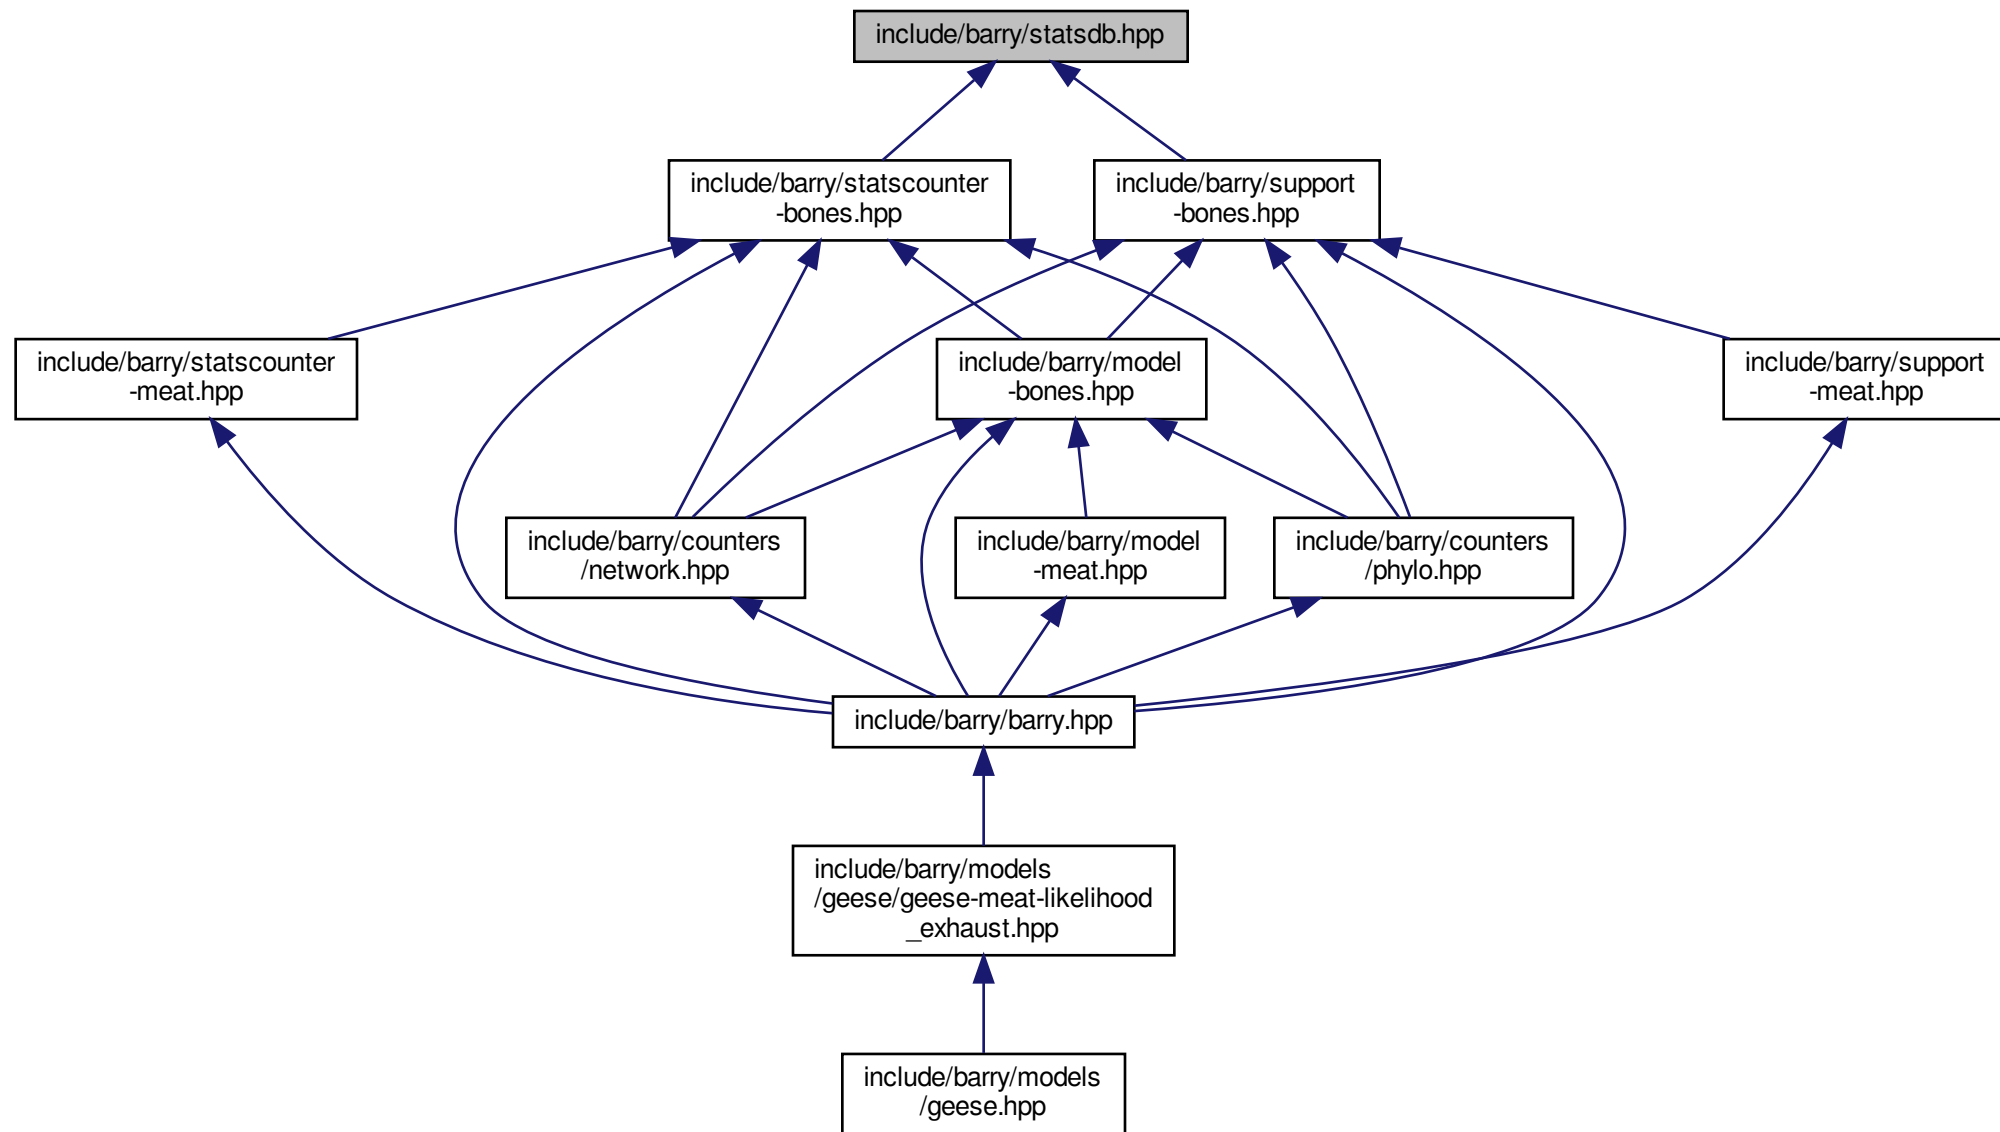 include/barry/statsdb.hpp
include/barry/statscounter
-bones.hpp
include/barry/support
-bones.hpp
include/barry/statscounter
-meat.hpp
include/barry/model
-bones.hpp
include/barry/support
-meat.hpp
include/barry/counters
/network.hpp
include/barry/model
-meat.hpp
include/barry/counters
/phylo.hpp
include/barry/barry.hpp
include/barry/models
/geese/geese-meat-likelihood
_exhaust.hpp
include/barry/models
/geese.hpp